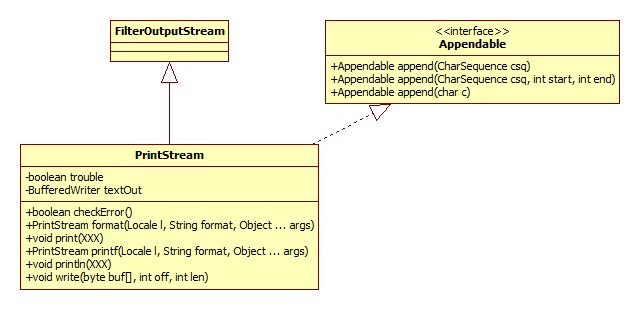 FilterOutputStream
<<interface>>
Appendable
+Appendable append(CharSequence csq)
+Appendable append(CharSequence csq, int start, int end)
+Appendable append(char c)
PrintStream
-boolean trouble
-BufferedWriter textOut
+boolean checkError()
+PrintStream format(Locale l, String format, Object ... args)
+void print(XXX)
+PrintStream printf(Locale l, String format, Object ... args)
+void println(XXX)
+void write(byte buf[], int off, int len)